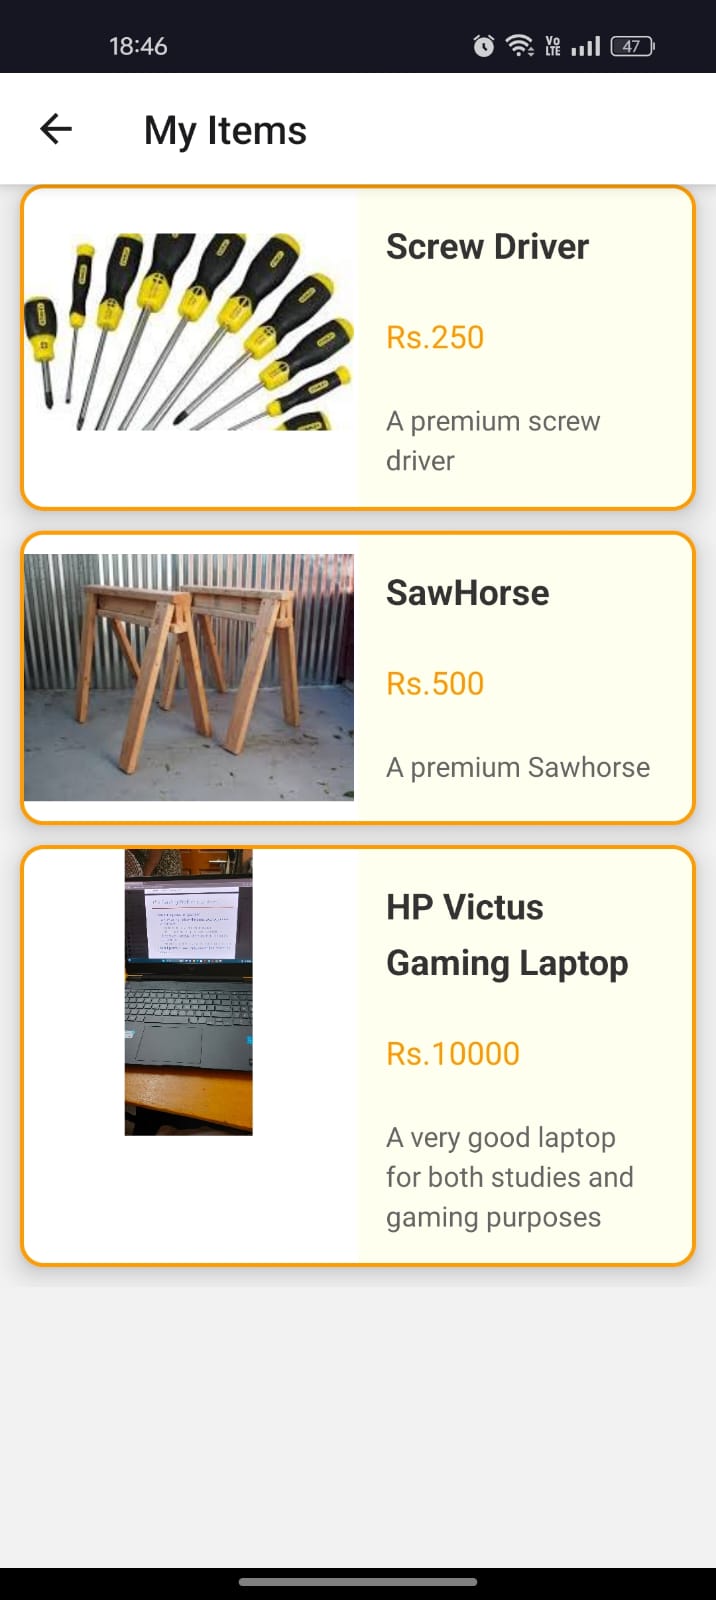 18:46
Vo
LTE
47
My Items
Screw Driver
Rs.250
A premium screw
driver
SawHorse
Rs.500
A premium Sawhorse
HP Victus
Gaming Laptop
Rs.10000
A very good laptop
for both studies and
gaming purposes